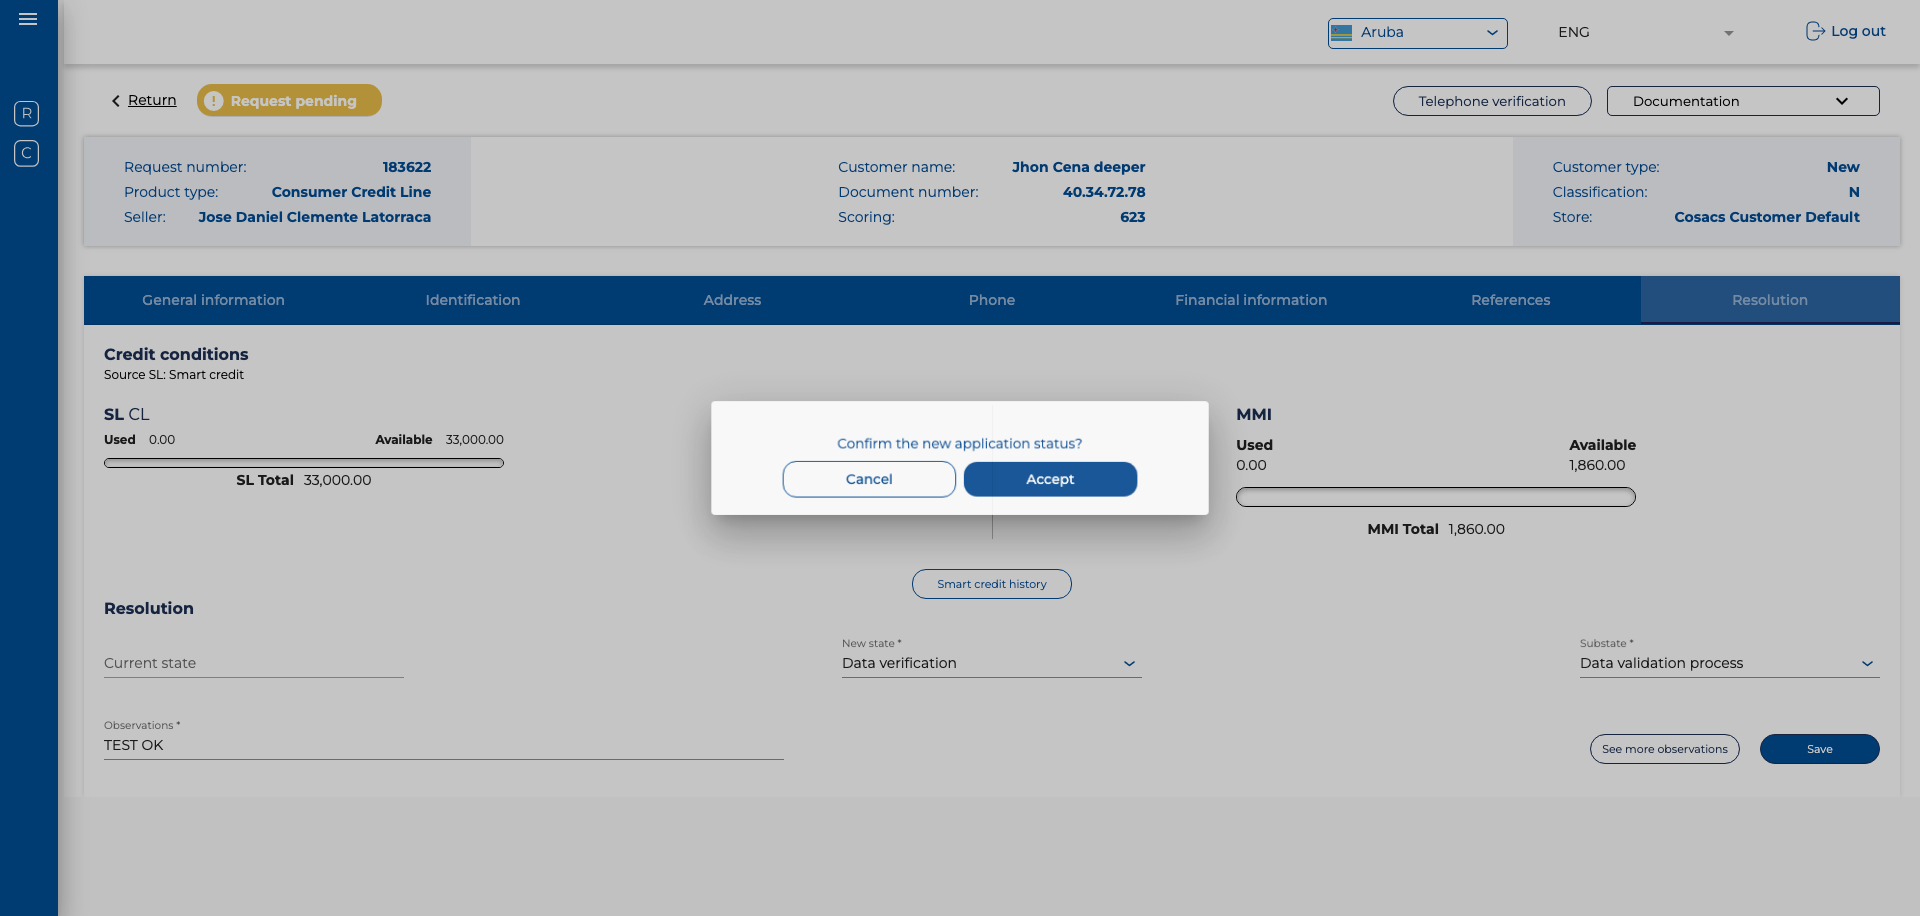 Aruba
ENG
Log out
R
C
Return
! Request pending
Telephone verification
Documentation
Request number: 183622
Product type: Consumer Credit Line
Seller: Jose Daniel Clemente Latorraca
Customer name: Jhon Cena deeper
Document number: 40.34.72.78
Scoring: 623
Customer type: New
Classification: N
Store: Cosacs Customer Default
General information
Identification
Address
Phone
Financial information
References
Resolution
Credit conditions
Source SL: Smart credit
SL CL
Used 0.00
Available 33,000.00
SL Total 33,000.00
Confirm the new application status?
Cancel
Accept
MMI
Used
0.00
Available
1,860.00
MMI Total 1,860.00
Smart credit history
Resolution
Current state
New state *
Data verification
Substate *
Data validation process
Observations *
TEST OK
See more observations
Save